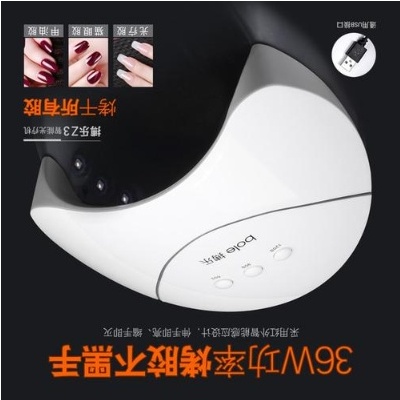 36W功率烤胶不黑手
采用红外智能感应设计、伸手即亮、缩手即灭
bole 博乐
博乐Z3 智能光疗机
烤干所有胶
甲油胶 猫眼胶 光疗胶
通用USB接口